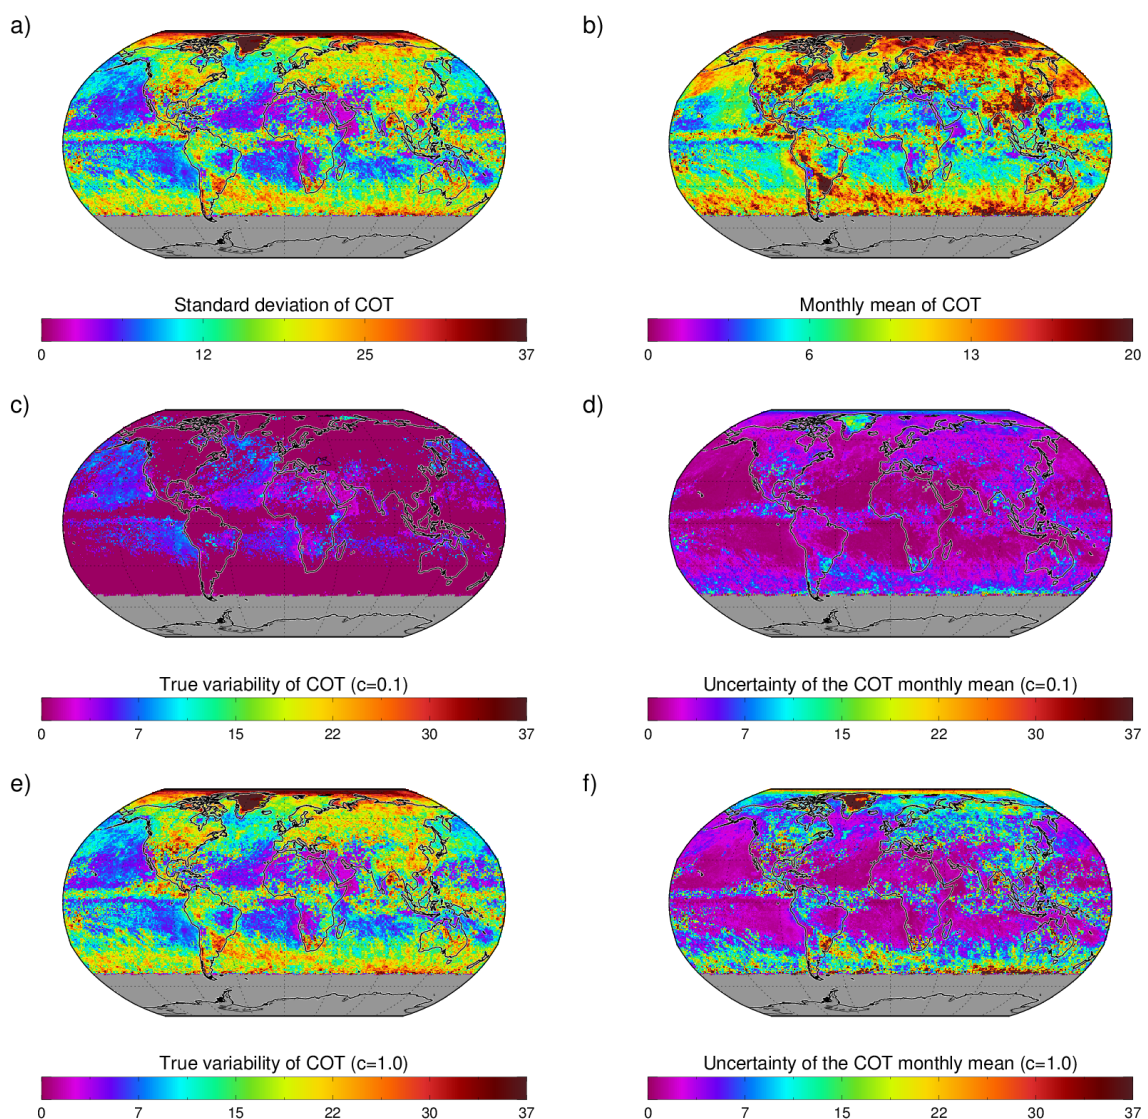 a)
b)
Standard deviation of COT
0 12 25 37
Monthly mean of COT
0 6 13 20
c)
d)
True variability of COT (c=0.1)
0 7 15 22 30 37
Uncertainty of the COT monthly mean (c=0.1)
0 7 15 22 30 37
e)
f)
True variability of COT (c=1.0)
0 7 15 22 30 37
Uncertainty of the COT monthly mean (c=1.0)
0 7 15 22 30 37